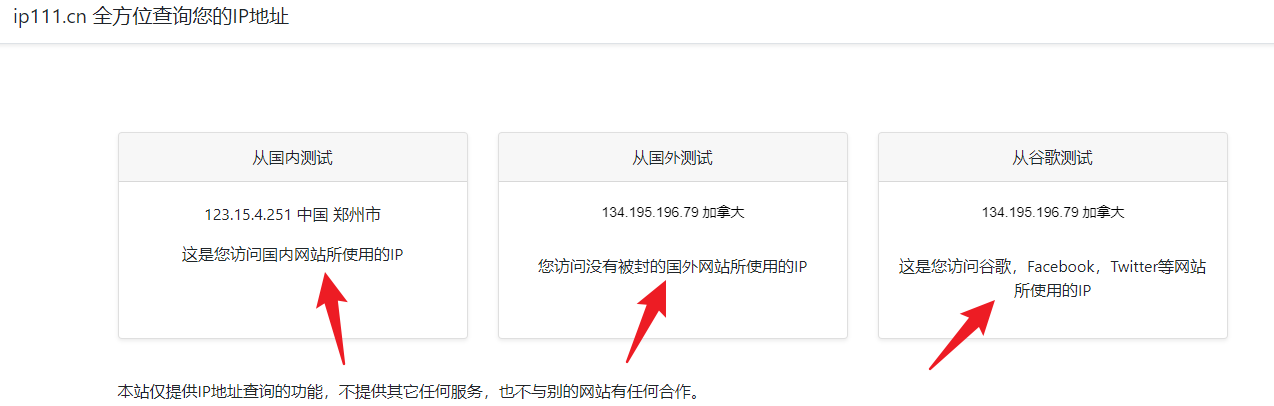 ip111.cn 全方位查询您的IP地址
从国内测试
123.15.4.251 中国 郑州市
这是您访问国内网站所使用的IP
从国外测试
134.195.196.79 加拿大
您访问没有被封的国外网站所使用的IP
从谷歌测试
134.195.196.79 加拿大
这是您访问谷歌，Facebook，Twitter等网站
所使用的IP
本站仅提供IP地址查询的功能，不提供其它任何服务，也不与别的网站有任何合作。